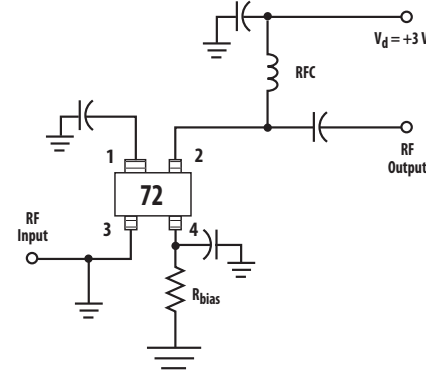 V_d = +3 V
RFC
RF
Output
1
2
72
3
4
RF
Input
R_bias